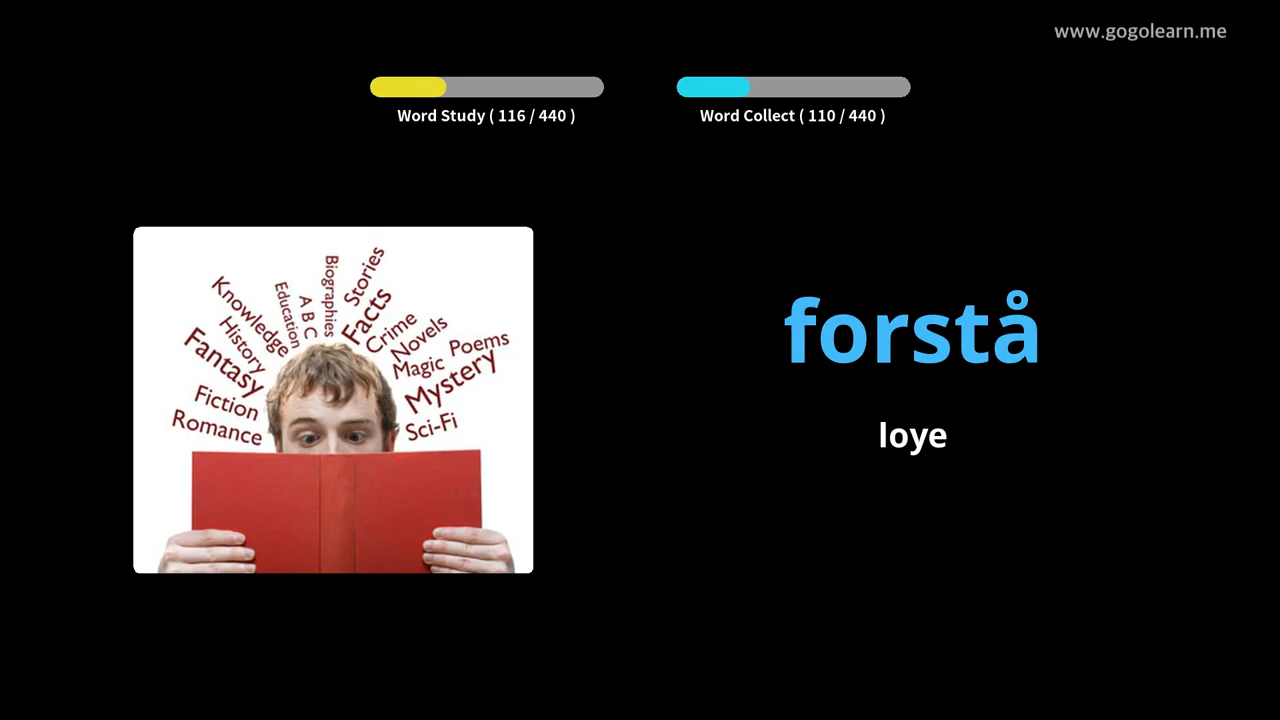 www.gogolearn.me
Word Study ( 116 / 440 )
Word Collect ( 110 / 440 )
Knowledge
History
Fantasy
Fiction
Romance
Education
A B C
Biographies
Stories
Facts
Crime
Novels
Magic
Poems
Mystery
Sci-Fi
forstå
loye